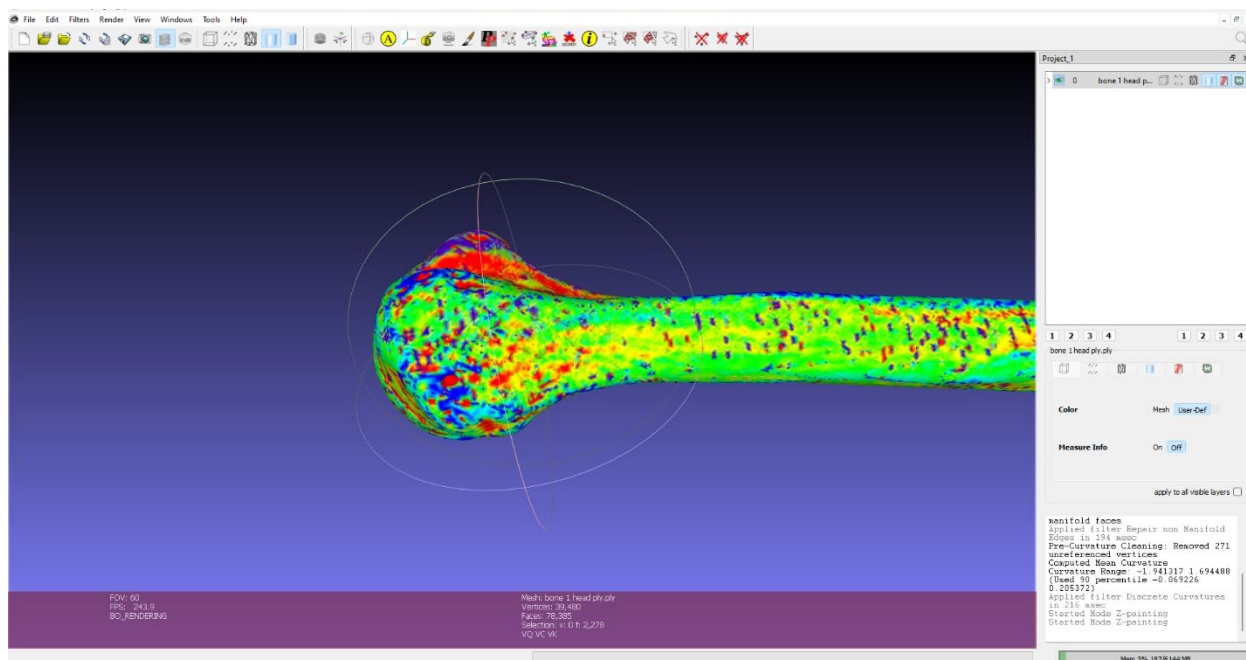 File Edit Filters Render View Windows Tools Help
Project_1
0 bone 1 head p...
1 2 3 4 1 2 3 4
bone 1 head ply.ply
Color Mesh User-Def
Measure Info On Off
apply to all visible layers
manifold faces
Applied filter Repair non Manifold
Edges in 194 msec
Pre-Curvature Cleaning: Removed 271
unreferenced vertices
Computed Mean Curvature
Curvature Range: -1.941317 1.694488
(Used 90 percentile -0.069226
0.205372)
Applied filter Discrete Curvatures
in 216 msec
Started Mode Z-painting
Started Mode Z-painting
FOV: 60
FPS: 243.9
BO_RENDERING
Mesh: bone 1 head ply.ply
Vertices: 39,480
Faces: 78,385
Selection: v: 0 f: 2,278
VQ VC VK